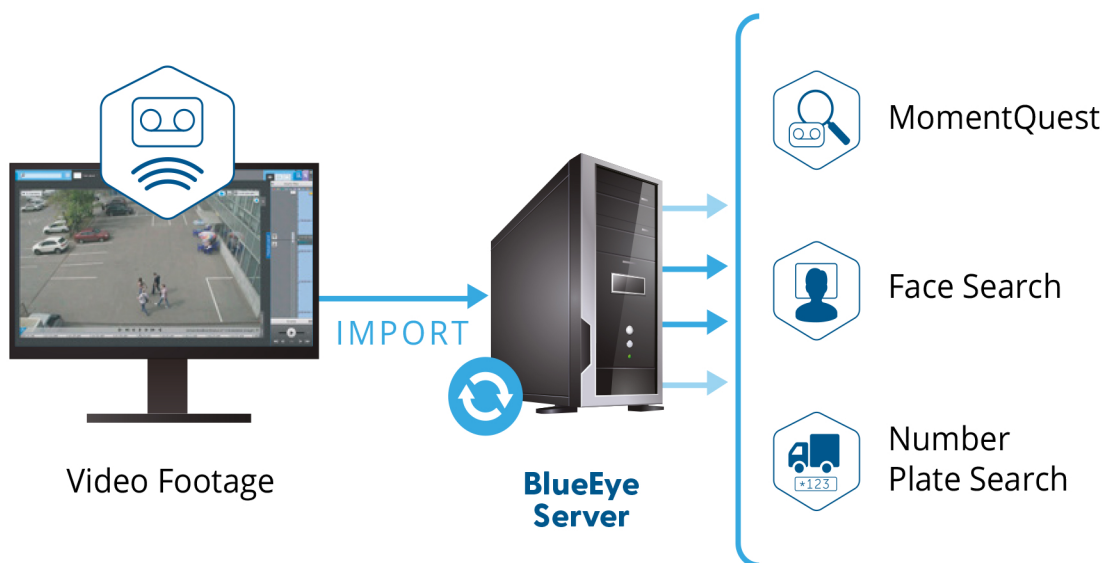 Video Footage
IMPORT
BlueEye
Server
MomentQuest
Face Search
Number
Plate Search
*123